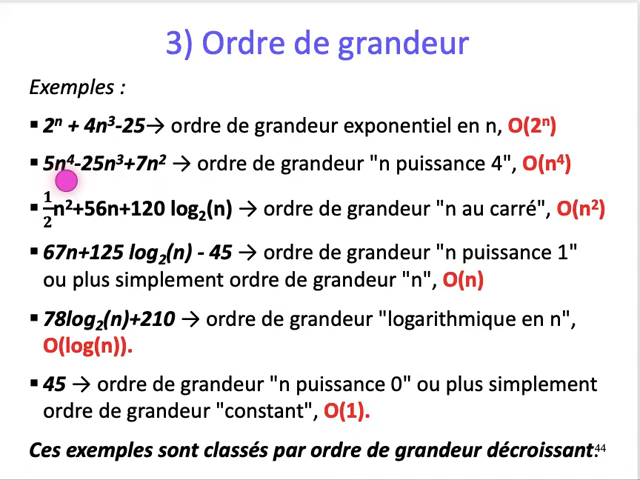 3) Ordre de grandeur
Exemples :
▪ 2ⁿ + 4n³-25→ ordre de grandeur exponentiel en n, O(2ⁿ)
▪ 5n⁴-25n³+7n² → ordre de grandeur "n puissance 4", O(n⁴)
▪ 1/2 n²+56n+120 log₂(n) → ordre de grandeur "n au carré", O(n²)
▪ 67n+125 log₂(n) - 45 → ordre de grandeur "n puissance 1"
ou plus simplement ordre de grandeur "n", O(n)
▪ 78log₂(n)+210 → ordre de grandeur "logarithmique en n",
O(log(n)).
▪ 45 → ordre de grandeur "n puissance 0" ou plus simplement
ordre de grandeur "constant", O(1).
Ces exemples sont classés par ordre de grandeur décroissant.
44